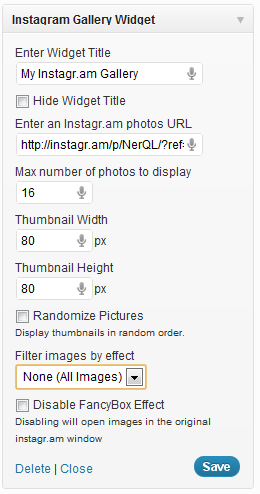 Instagram Gallery Widget
Enter Widget Title
My Instagr.am Gallery
Hide Widget Title
Enter an Instagr.am photos URL
http://instagr.am/p/NerQL/?ref=
Max number of photos to display
16
Thumbnail Width
80 px
Thumbnail Height
80 px
Randomize Pictures
Display thumbnails in random order.
Filter images by effect
None (All Images)
Disable FancyBox Effect
Disabling will open images in the original
instagr.am window
Delete | Close Save